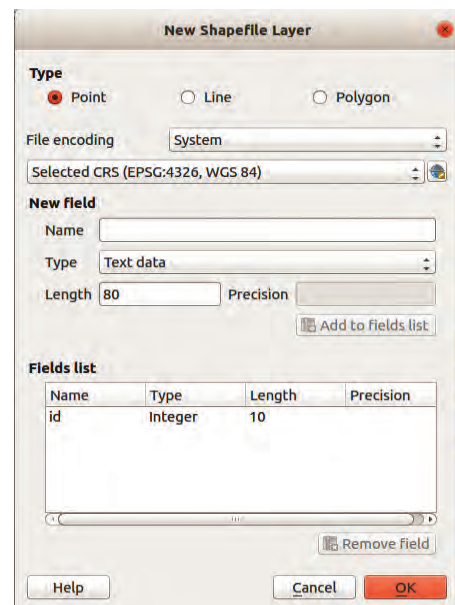 New Shapefile Layer
Type
Point Line Polygon
File encoding System
Selected CRS (EPSG:4326, WGS 84)
New field
Name
Type Text data
Length 80 Precision
Add to fields list
Fields list
Name Type Length Precision
id Integer 10
Remove field
Help Cancel OK